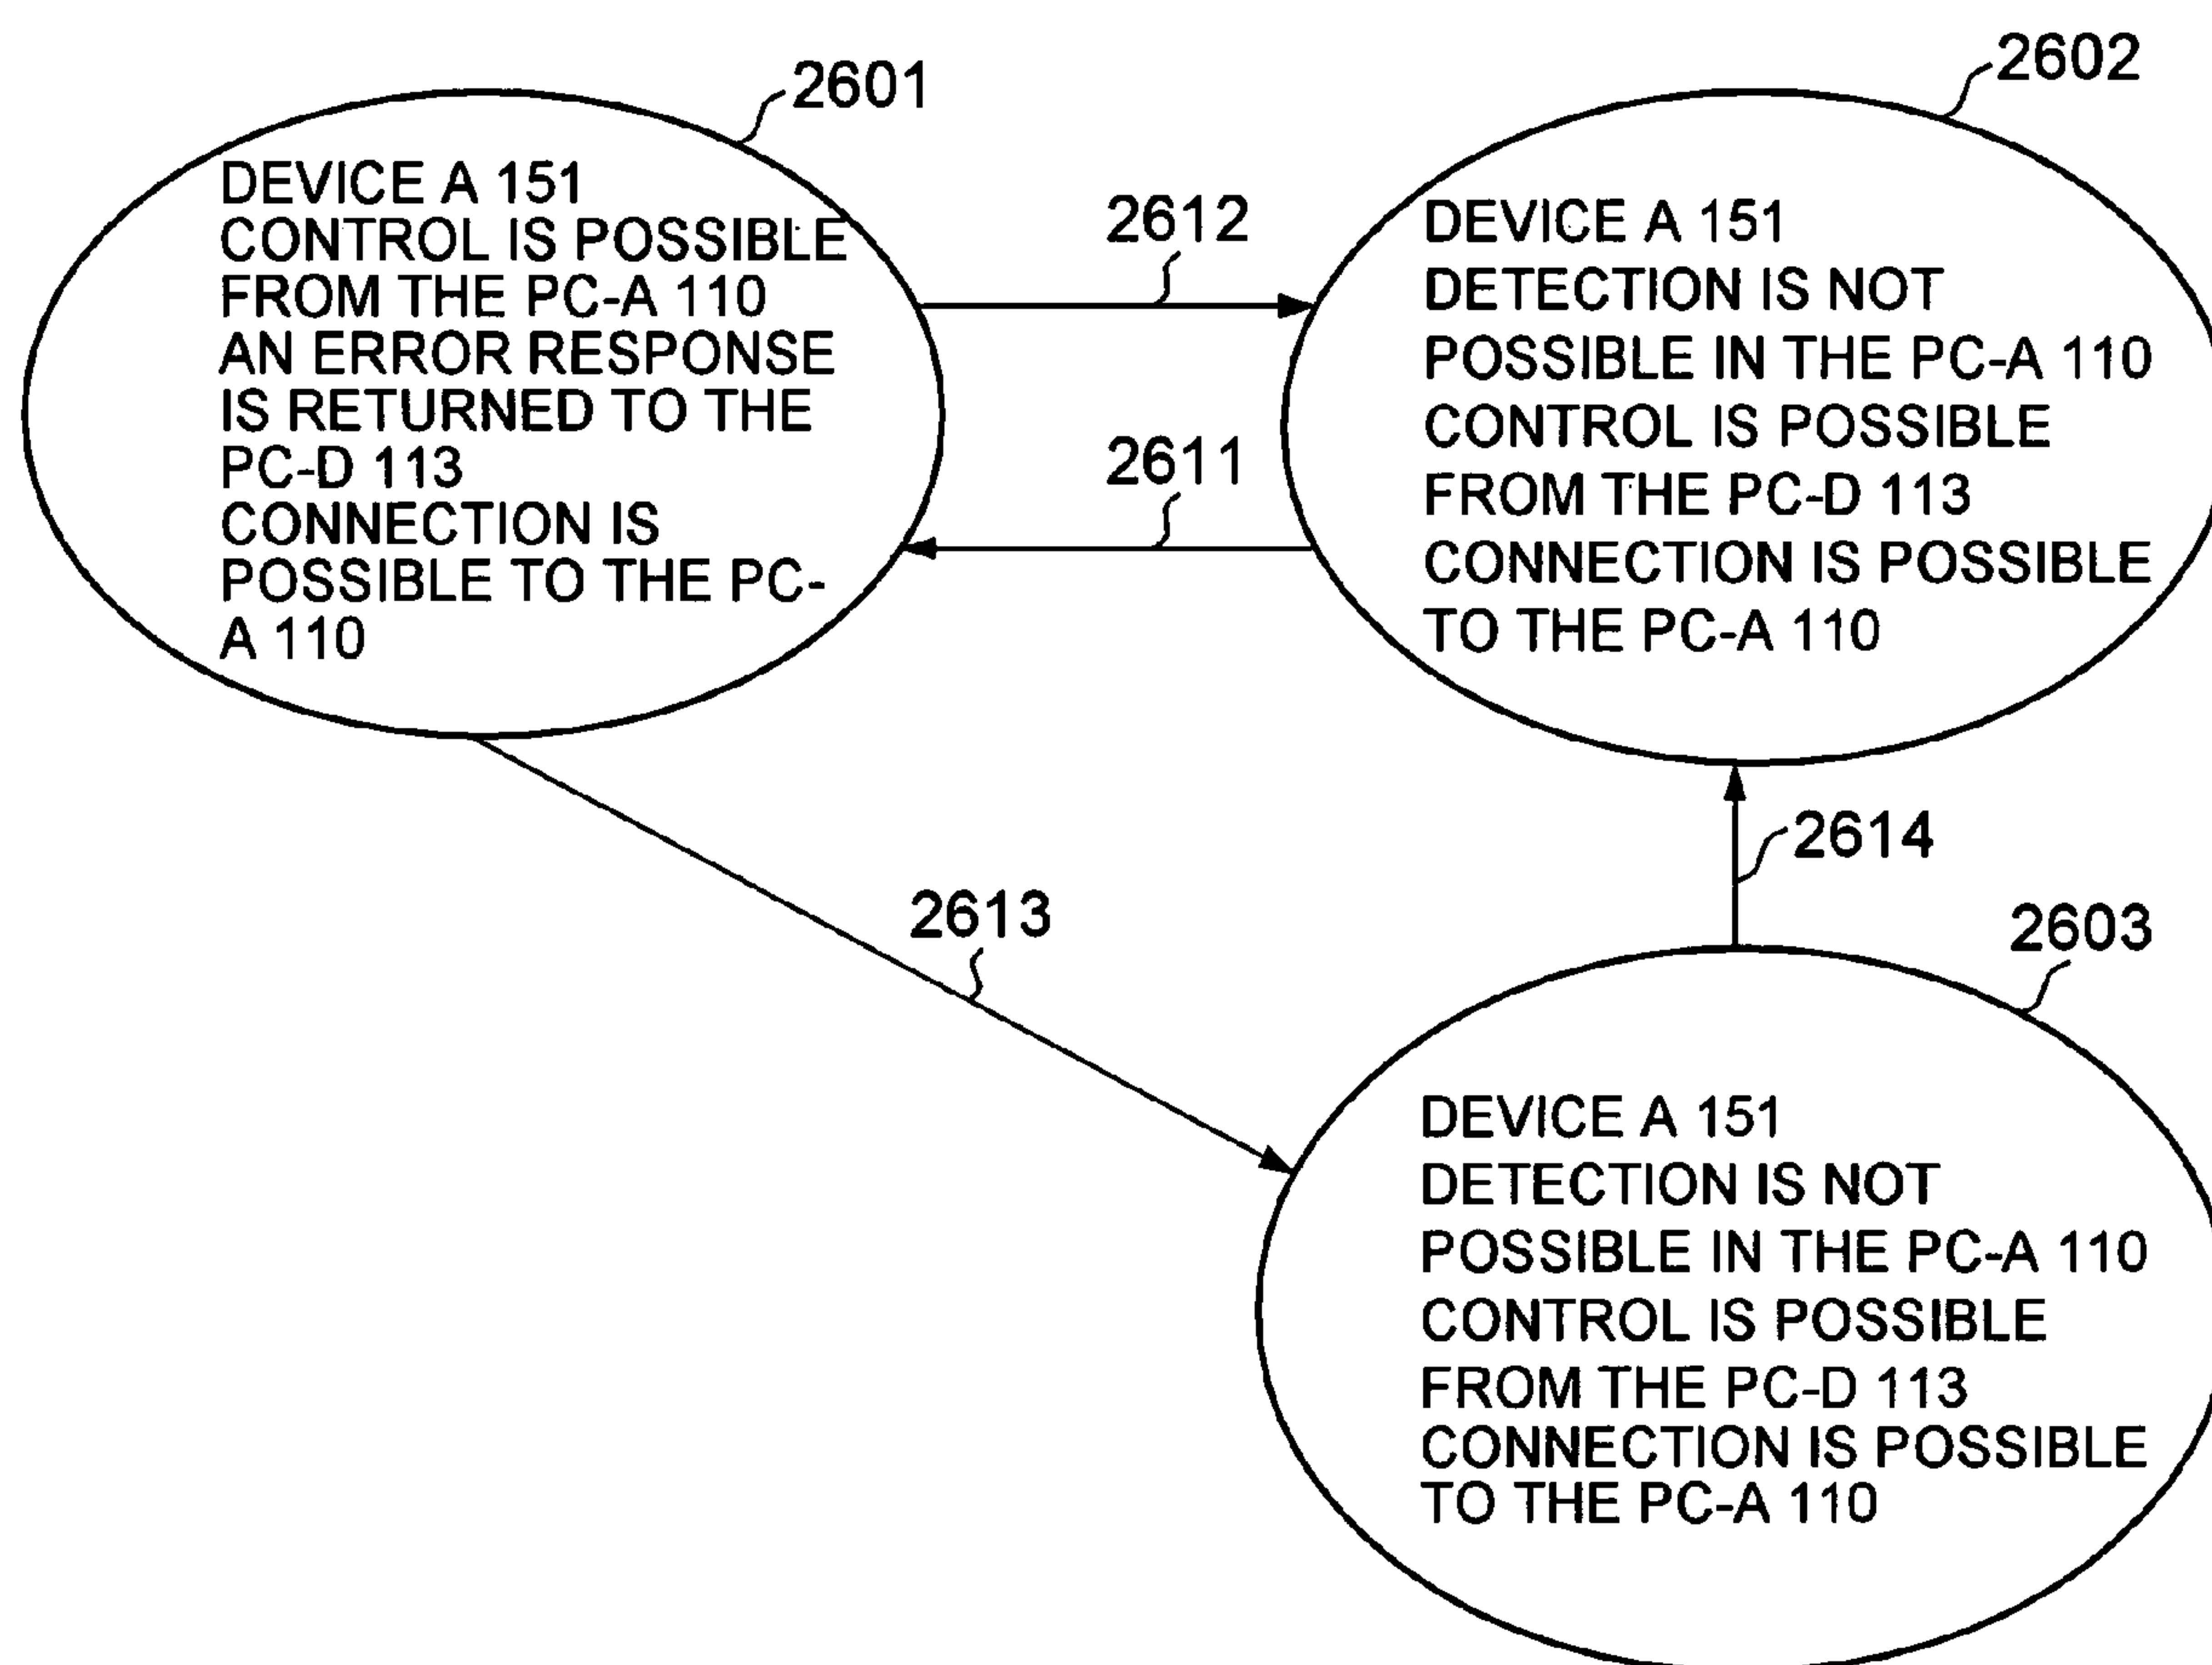 2601
DEVICE A 151
CONTROL IS POSSIBLE
FROM THE PC-A 110
AN ERROR RESPONSE
IS RETURNED TO THE
PC-D 113
CONNECTION IS
POSSIBLE TO THE PC-
A 110
2612
2611
2602
DEVICE A 151
DETECTION IS NOT
POSSIBLE IN THE PC-A 110
CONTROL IS POSSIBLE
FROM THE PC-D 113
CONNECTION IS POSSIBLE
TO THE PC-A 110
2613
2614
2603
DEVICE A 151
DETECTION IS NOT
POSSIBLE IN THE PC-A 110
CONTROL IS POSSIBLE
FROM THE PC-D 113
CONNECTION IS POSSIBLE
TO THE PC-A 110